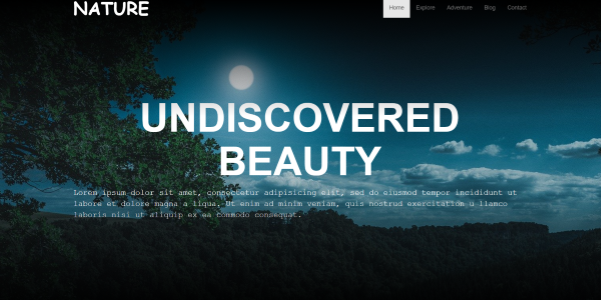 NATURE
Home Explore Adventure Blog Contact
UNDISCOVERED
BEAUTY
Lorem ipsum dolor sit amet, consectetur adipisicing elit, sed do eiusmod tempor incididunt ut
labore et dolore magna a liqua. Ut enim ad minim veniam, quis nostrud exercitation u llamco
laboris nisi ut aliquip ex ea commodo consequat.